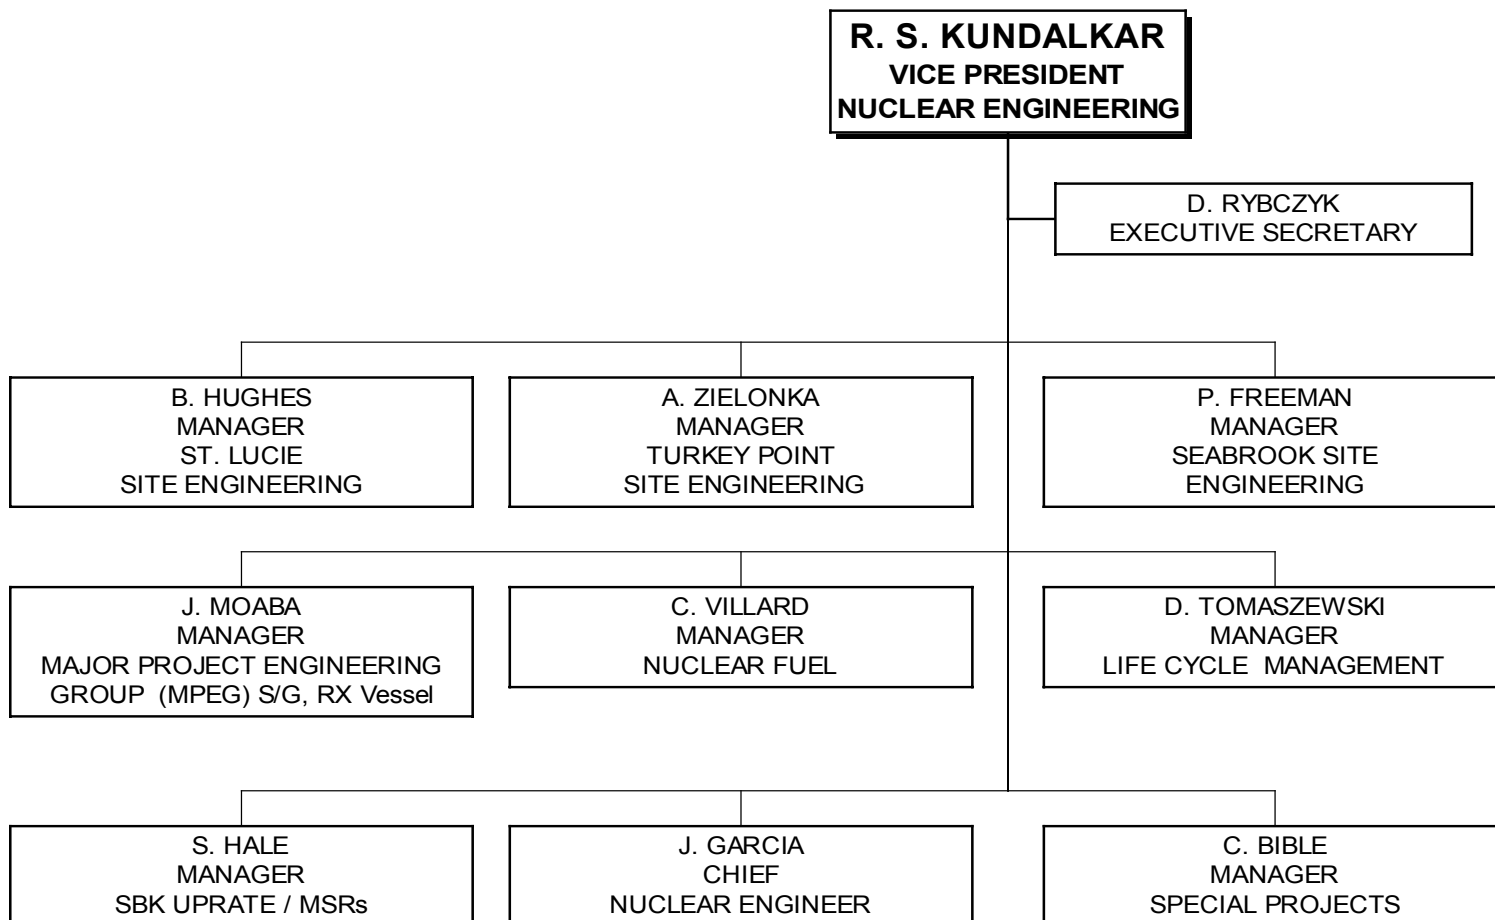 R. S. KUNDALKAR
VICE PRESIDENT
NUCLEAR ENGINEERING
D. RYBCZYK
EXECUTIVE SECRETARY
B. HUGHES
MANAGER
ST. LUCIE
SITE ENGINEERING
A. ZIELONKA
MANAGER
TURKEY POINT
SITE ENGINEERING
P. FREEMAN
MANAGER
SEABROOK SITE
ENGINEERING
J. MOABA
MANAGER
MAJOR PROJECT ENGINEERING
GROUP (MPEG) S/G, RX Vessel
C. VILLARD
MANAGER
NUCLEAR FUEL
D. TOMASZEWSKI
MANAGER
LIFE CYCLE MANAGEMENT
S. HALE
MANAGER
SBK UPRATE / MSRs
J. GARCIA
CHIEF
NUCLEAR ENGINEER
C. BIBLE
MANAGER
SPECIAL PROJECTS